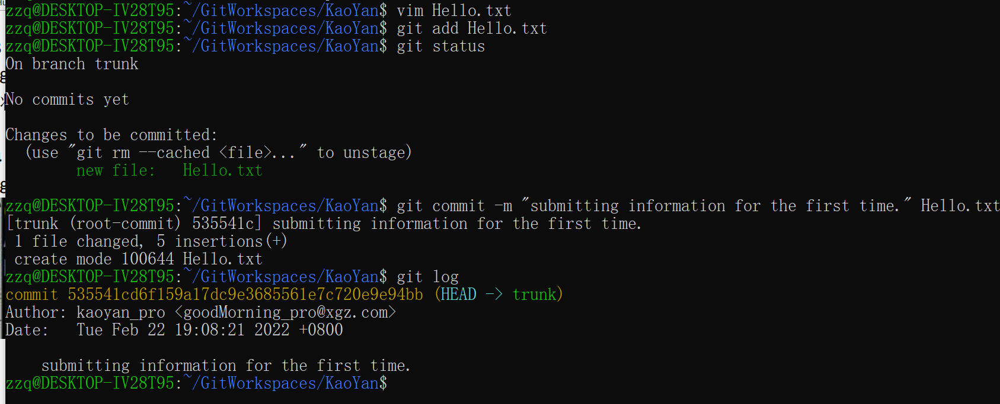 zzq@DESKTOP-IV28T95:~/GitWorkspaces/KaoYan$ vim Hello.txt
zzq@DESKTOP-IV28T95:~/GitWorkspaces/KaoYan$ git add Hello.txt
zzq@DESKTOP-IV28T95:~/GitWorkspaces/KaoYan$ git status
On branch trunk
No commits yet
Changes to be committed:
  (use "git rm --cached <file>..." to unstage)
        new file:   Hello.txt
zzq@DESKTOP-IV28T95:~/GitWorkspaces/KaoYan$ git commit -m "submitting information for the first time." Hello.txt
[trunk (root-commit) 535541c] submitting information for the first time.
 1 file changed, 5 insertions(+)
 create mode 100644 Hello.txt
zzq@DESKTOP-IV28T95:~/GitWorkspaces/KaoYan$ git log
commit 535541cd6f159a17dc9e3685561e7c720e9e94bb (HEAD -> trunk)
Author: kaoyan_pro <goodMorning_pro@xgz.com>
Date:   Tue Feb 22 19:08:21 2022 +0800
    submitting information for the first time.
zzq@DESKTOP-IV28T95:~/GitWorkspaces/KaoYan$